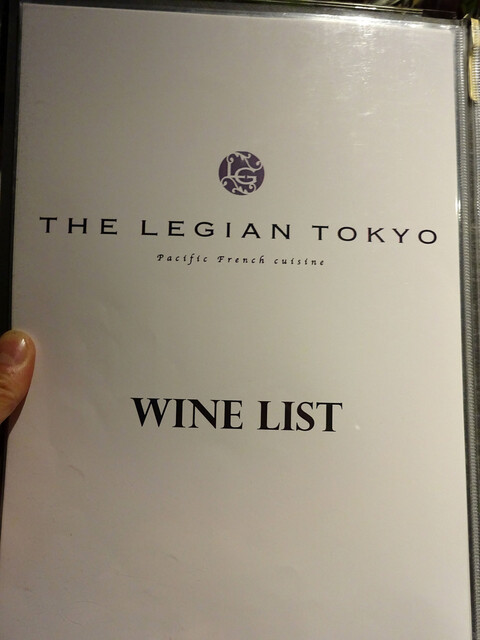 LG
THE LEGIAN TOKYO
Pacific French cuisine
WINE LIST